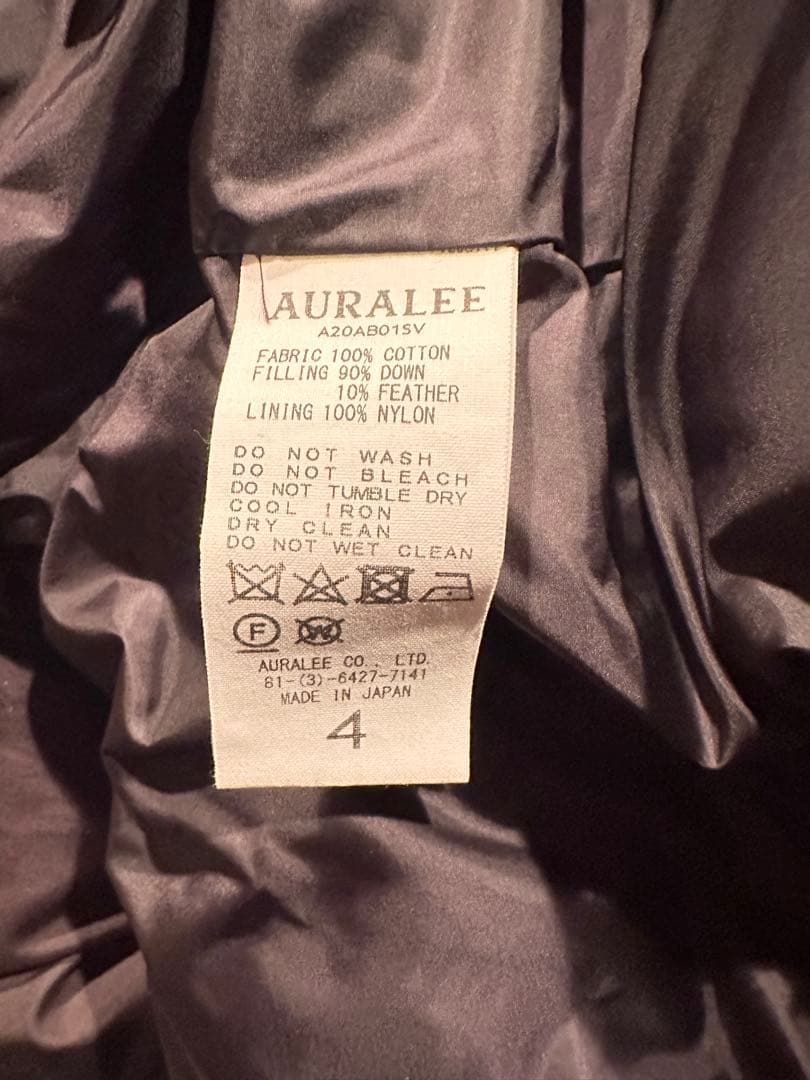 AURALEE
A20AB01SV
FABRIC 100% COTTON
FILLING 90% DOWN
10% FEATHER
LINING 100% NYLON
DO NOT WASH
DO NOT BLEACH
DO NOT TUMBLE DRY
COOL IRON
DRY CLEAN
DO NOT WET CLEAN
F W
AURALEE CO., LTD.
81-(3)-6427-7141
MADE IN JAPAN
4